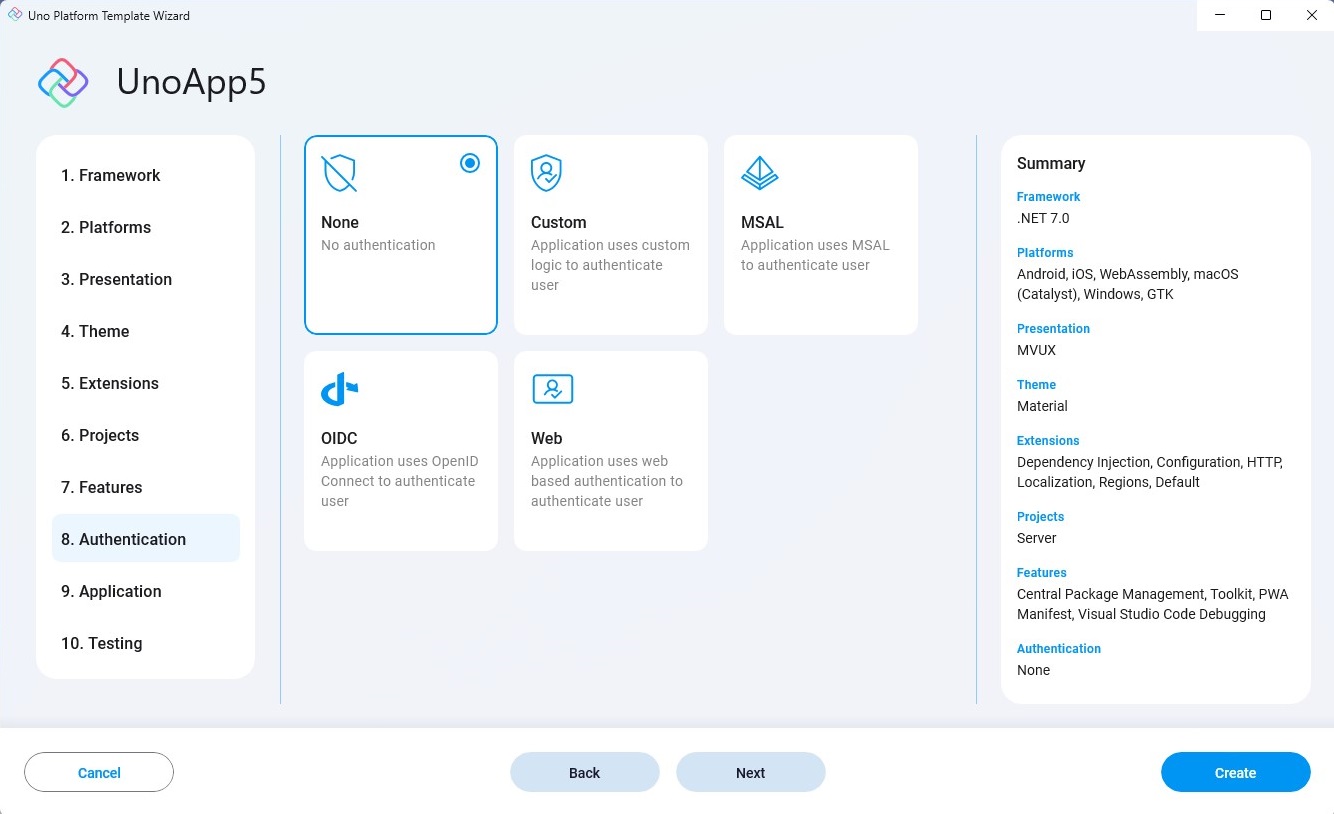 Uno Platform Template Wizard
UnoApp5
1. Framework
2. Platforms
3. Presentation
4. Theme
5. Extensions
6. Projects
7. Features
8. Authentication
9. Application
10. Testing
None
No authentication
Custom
Application uses custom
logic to authenticate
user
MSAL
Application uses MSAL
to authenticate user
OIDC
Application uses OpenID
Connect to authenticate
user
Web
Application uses web
based authentication to
authenticate user
Summary
Framework
.NET 7.0
Platforms
Android, iOS, WebAssembly, macOS
(Catalyst), Windows, GTK
Presentation
MVUX
Theme
Material
Extensions
Dependency Injection, Configuration, HTTP,
Localization, Regions, Default
Projects
Server
Features
Central Package Management, Toolkit, PWA
Manifest, Visual Studio Code Debugging
Authentication
None
Cancel
Back
Next
Create